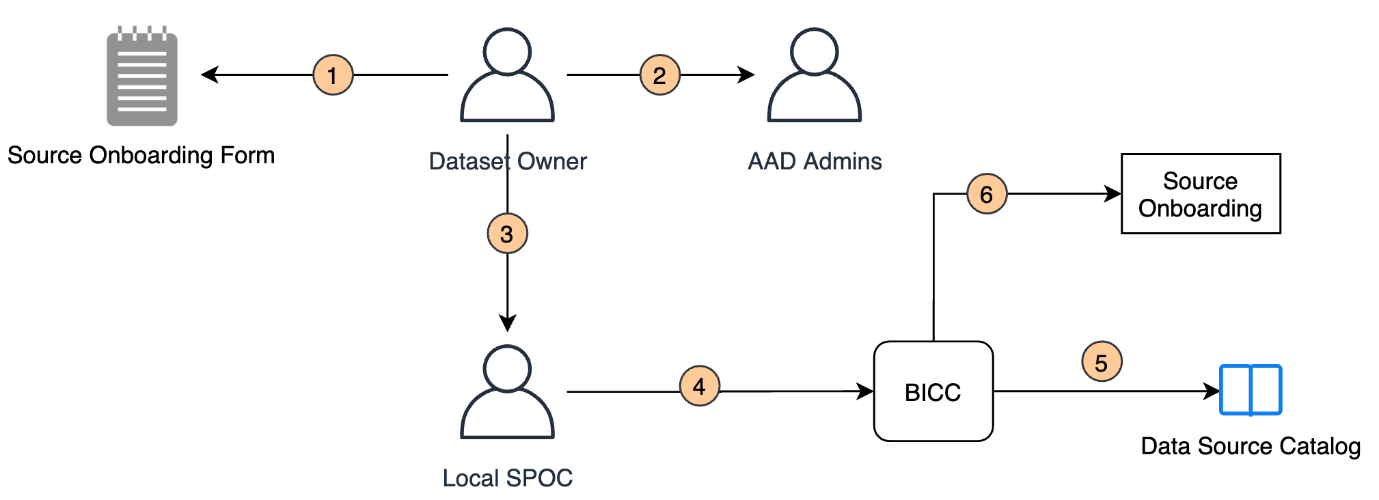 1
2
Source Onboarding Form
Dataset Owner
AAD Admins
3
6
Source
Onboarding
4
BICC
5
Local SPOC
Data Source Catalog